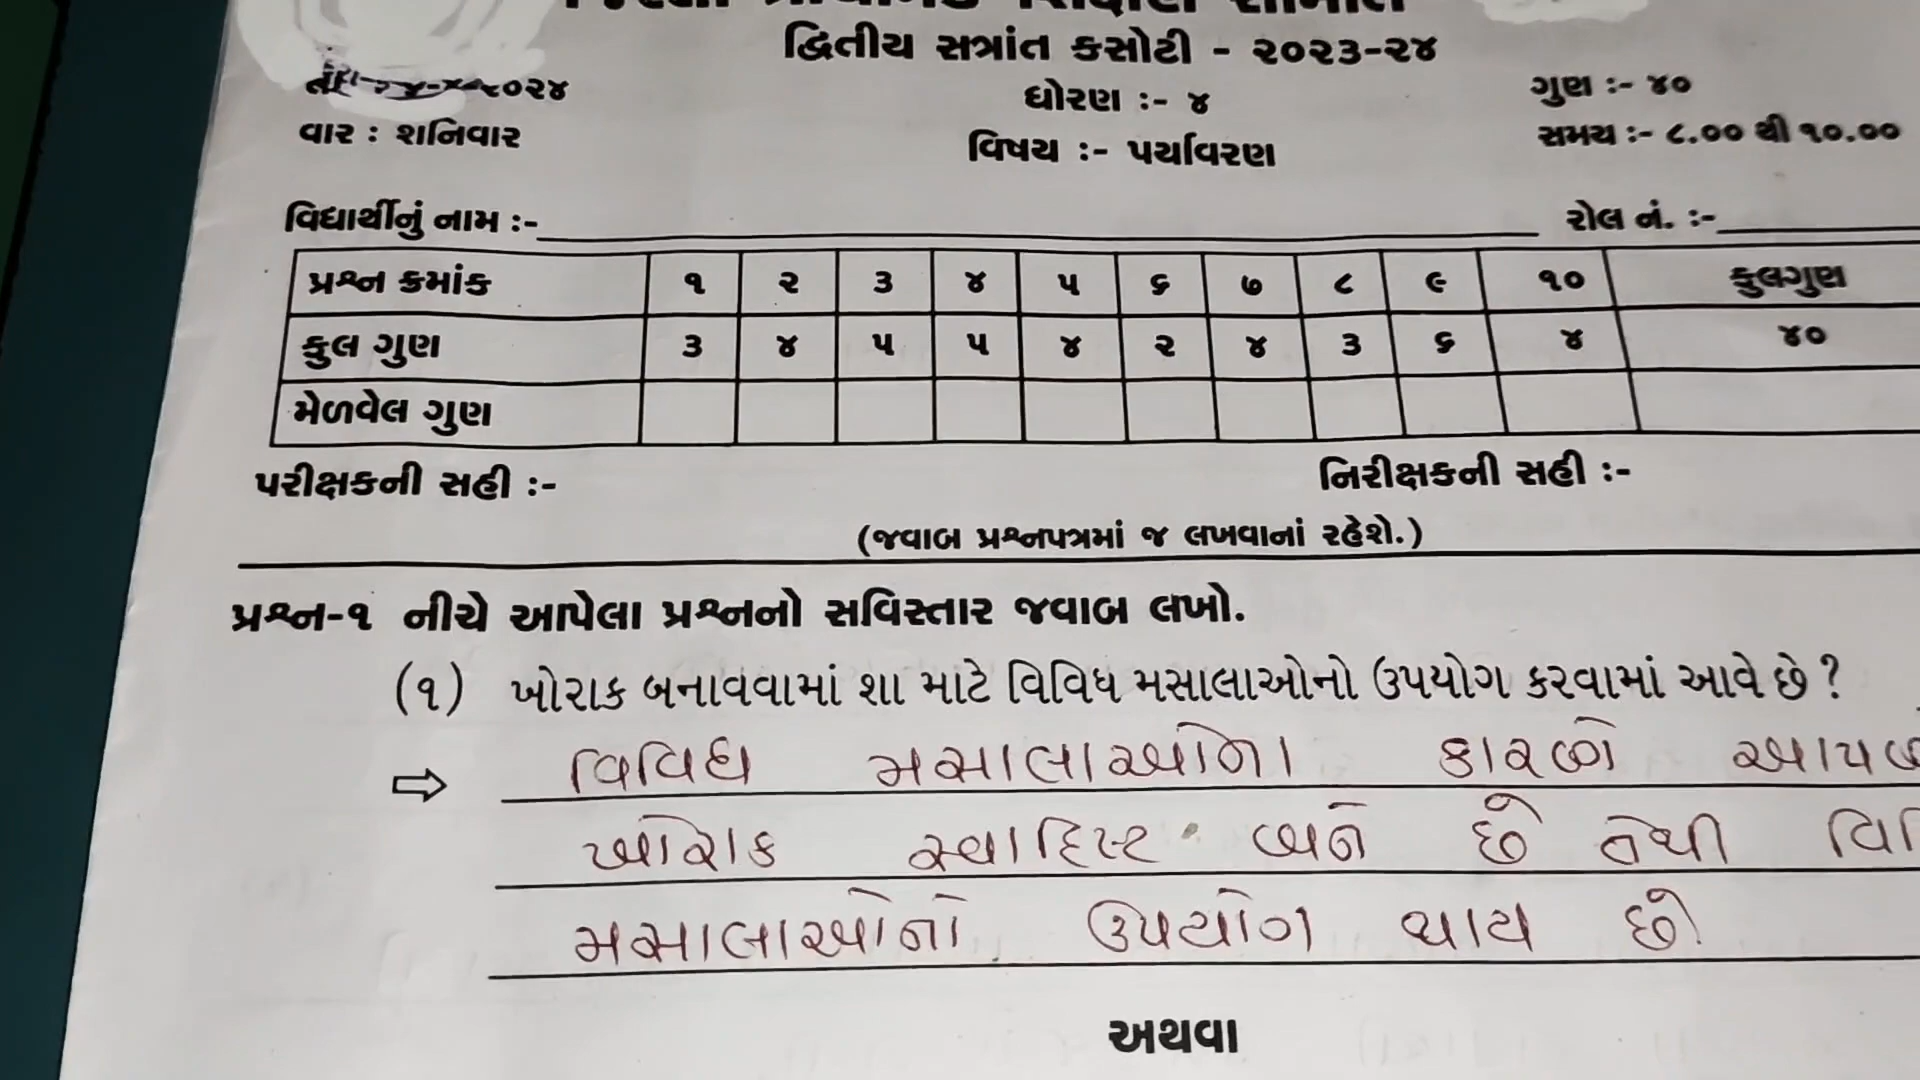 દ્વિતીય સત્રાંત કસોટી - ૨૦૨૩-૨૪
૨૦૨૪
ધોરણ :- ૪
ગુણ :- ૪૦
વાર : શનિવાર
વિષય :- પર્યાવરણ
સમય :- ૮.૦૦ થી ૧૦.૦૦
વિદ્યાર્થીનું નામ :-
રોલ નં. :-
પ્રશ્ન ક્રમાંક ૧ ૨ ૩ ૪ ૫ ૬ ૭ ૮ ૯ ૧૦ કુલગુણ
કુલ ગુણ ૩ ૪ ૫ ૫ ૪ ૨ ૪ ૩ ૬ ૪ ૪૦
મેળવેલ ગુણ
પરીક્ષકની સહી :-
નિરીક્ષકની સહી :-
(જવાબ પ્રશ્નપત્રમાં જ લખવાનાં રહેશે.)
પ્રશ્ન-૧ નીચે આપેલા પ્રશ્નનો સવિસ્તાર જવાબ લખો.
(૧) ખોરાક બનાવવામાં શા માટે વિવિધ મસાલાઓનો ઉપયોગ કરવામાં આવે છે ?
⇨ વિવિધ મસાલાઓના કારણે
ખોરાક સ્વાદિષ્ટ બને છે તેથી
મસાલાઓનો ઉપયોગ થાય છે.
અથવા